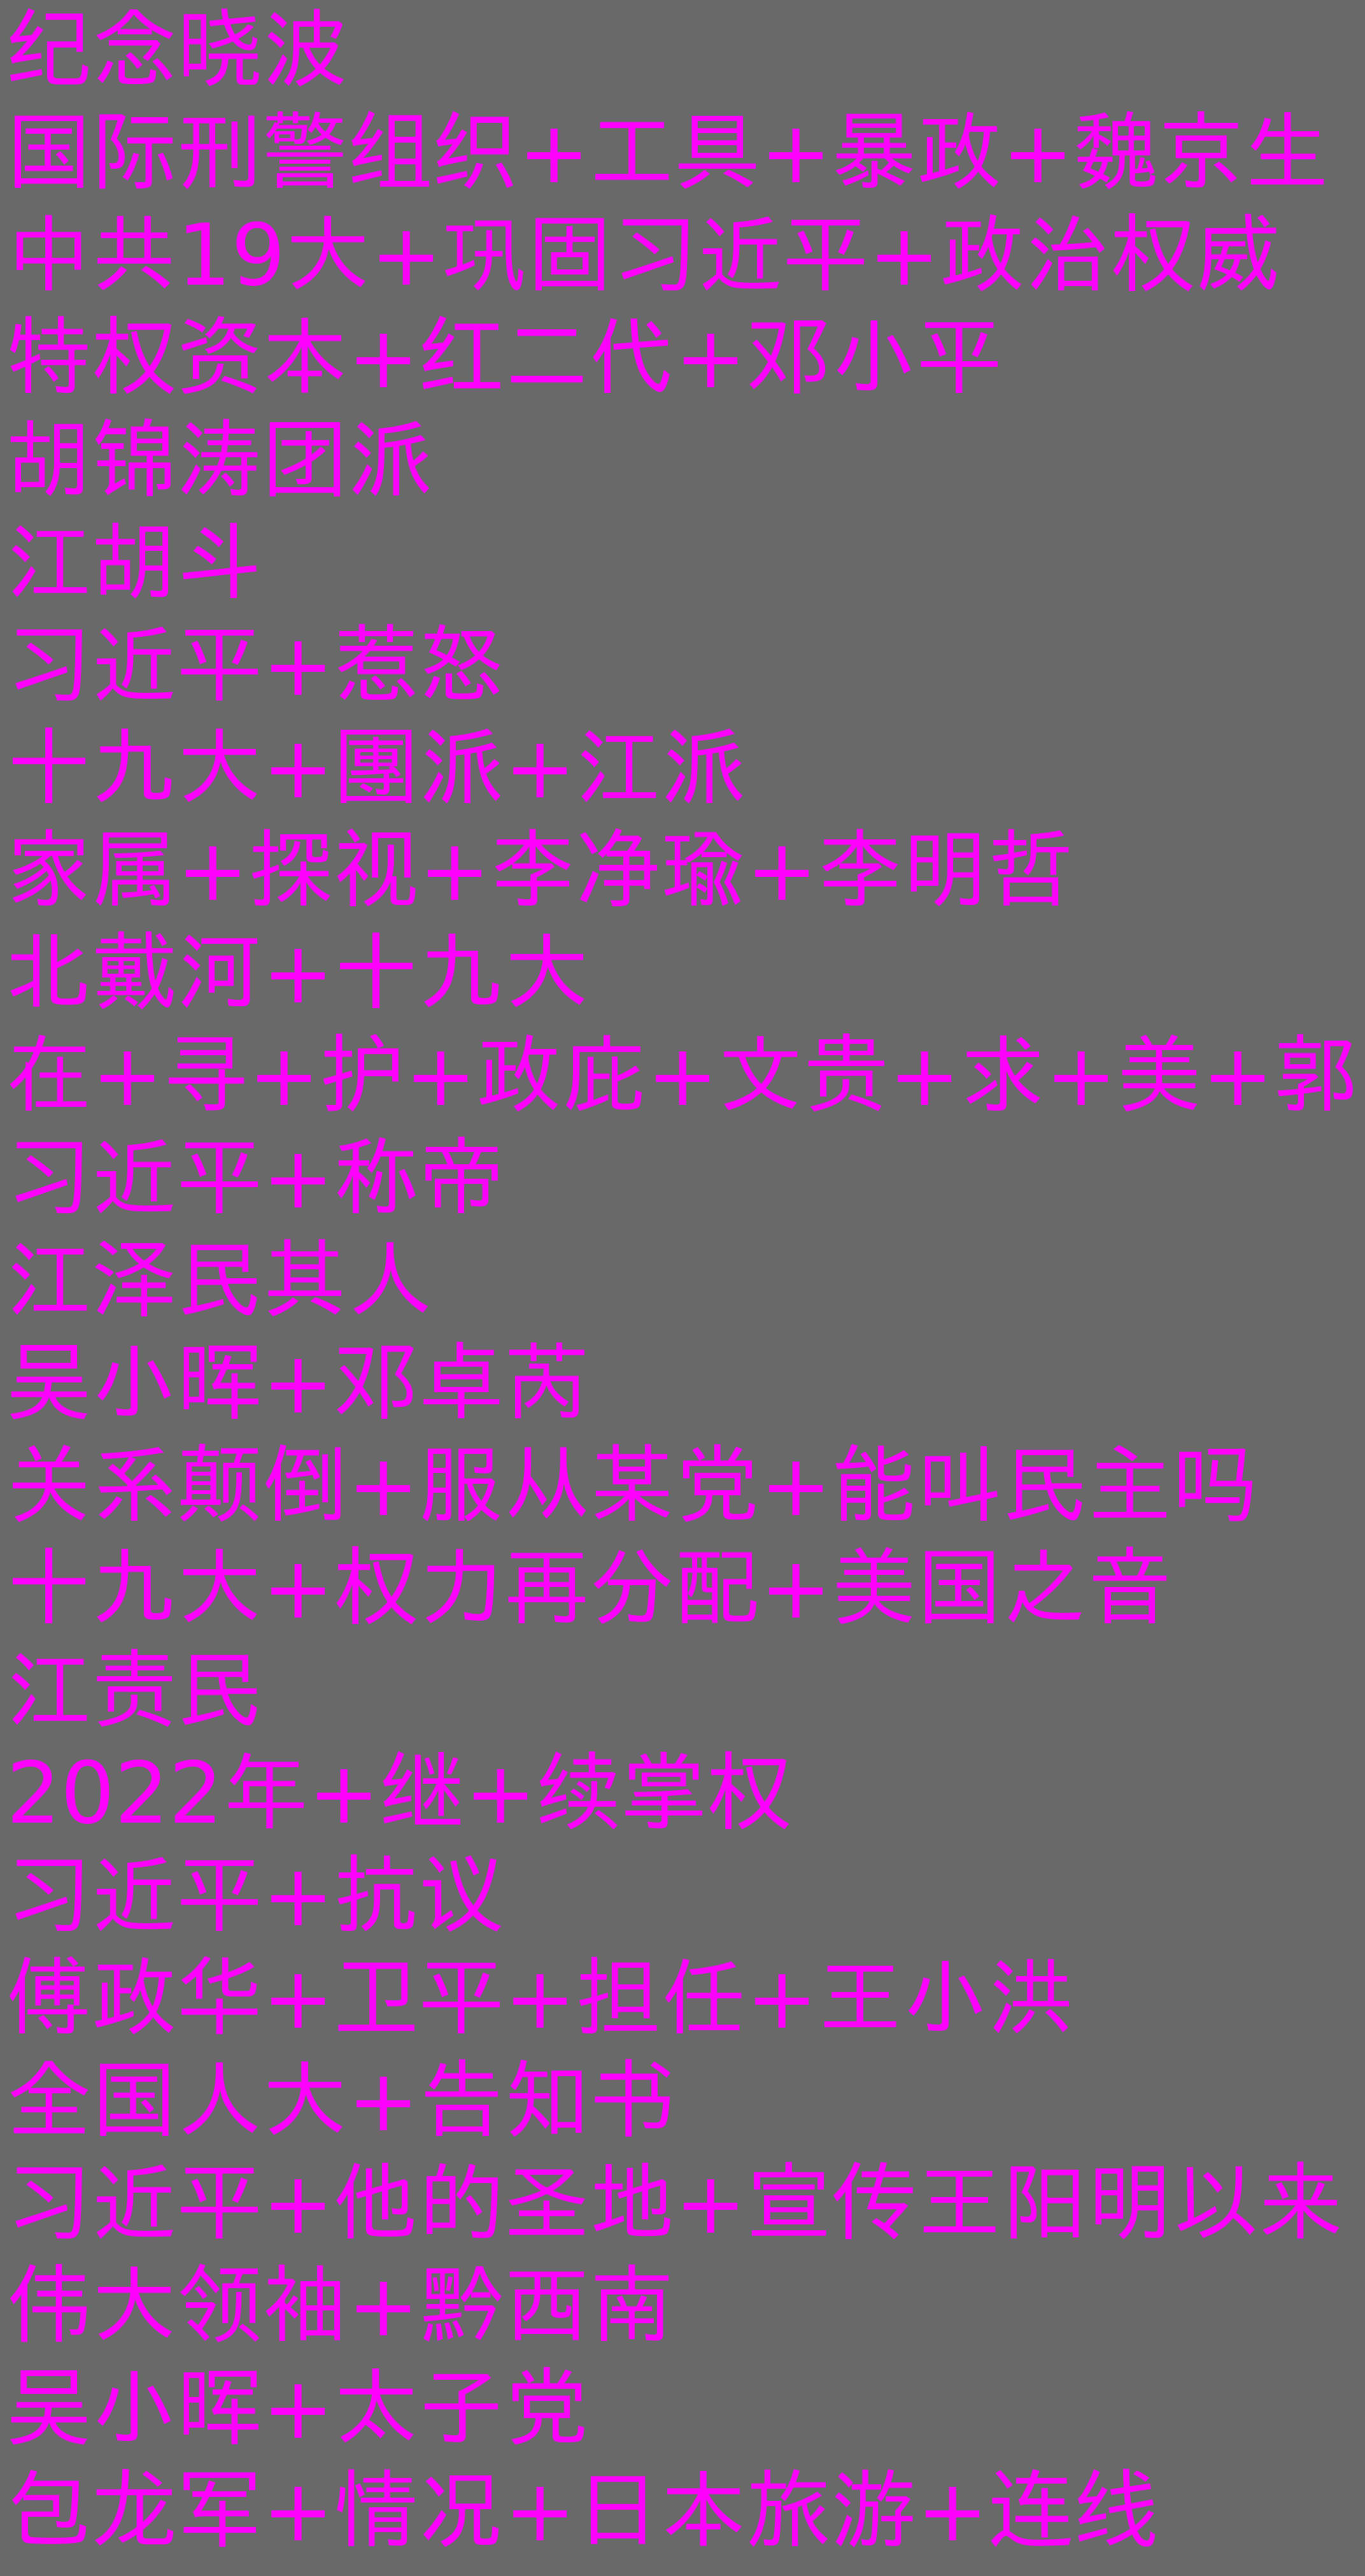 纪念晓波
国际刑警组织+工具+暴政+魏京生
中共19大+巩固习近平+政治权威
特权资本+红二代+邓小平
胡锦涛团派
江胡斗
习近平+惹怒
十九大+團派+江派
家属+探视+李净瑜+李明哲
北戴河+十九大
在+寻+护+政庇+文贵+求+美+郭
习近平+称帝
江泽民其人
吴小晖+邓卓芮
关系颠倒+服从某党+能叫民主吗
十九大+权力再分配+美国之音
江责民
2022年+继+续掌权
习近平+抗议
傅政华+卫平+担任+王小洪
全国人大+告知书
习近平+他的圣地+宣传王阳明以来
伟大领袖+黔西南
吴小晖+太子党
包龙军+情况+日本旅游+连线